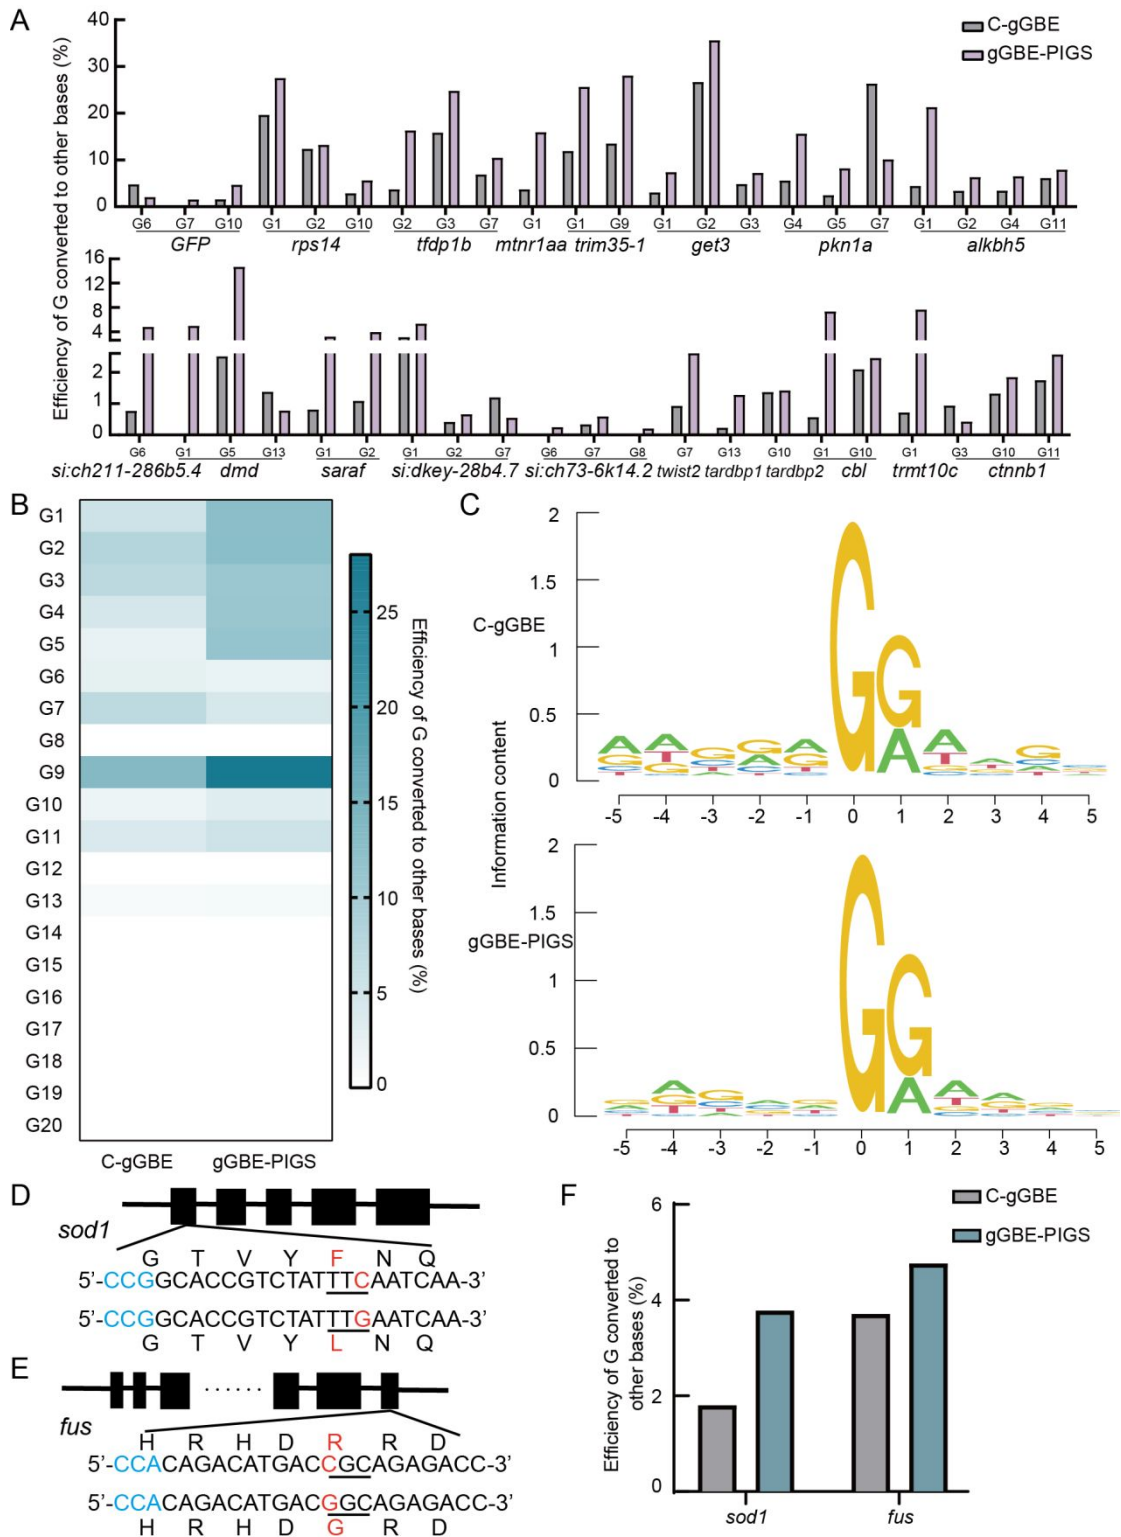 A
Efficiency of G converted to other bases (%)
C-gGBE
gGBE-PIGS
40
30
20
10
0
G6 G7 G10 G1 G2 G10 G2 G3 G7 G1 G1 G9 G1 G2 G3 G4 G5 G7 G1 G2 G4 G11
GFP rps14 tfdp1b mtnr1aa trim35-1 get3 pkn1a alkbh5
16
12
8
4
2
1
0
G6 G1 G5 G13 G1 G2 G1 G2 G7 G6 G7 G8 G7 G13 G10 G1 G10 G1 G3 G10 G11
si:ch211-286b5.4 dmd saraf si:dkey-28b4.7 si:ch73-6k14.2 twist2 tardbp1 tardbp2 cbl trmt10c ctnnb1
B
G1
G2
G3
G4
G5
G6
G7
G8
G9
G10
G11
G12
G13
G14
G15
G16
G17
G18
G19
G20
C-gGBE gGBE-PIGS
25
20
15
10
5
0
Efficiency of G converted to other bases (%)
C
Information content
C-gGBE
2
1.5
1
0.5
0
-5 -4 -3 -2 -1 0 1 2 3 4 5
gGBE-PIGS
2
1.5
1
0.5
0
-5 -4 -3 -2 -1 0 1 2 3 4 5
D
sod1
G T V Y F N Q
5'-CCGGCACCGTCTATTTCAATCAA-3'
5'-CCGGCACCGTCTATTTGAATCAA-3'
G T V Y L N Q
E
fus
H R H D R R D
5'-CCACAGACATGACCGCAGAGACC-3'
5'-CCACAGACATGACGGCAGAGACC-3'
H R H D G R D
F
C-gGBE
gGBE-PIGS
Efficiency of G converted to
other bases (%)
6
4
2
0
sod1 fus